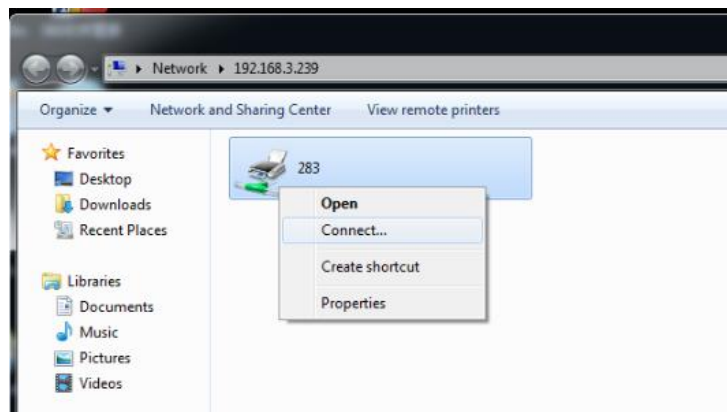 Network ▸ 192.168.3.239
Organize Network and Sharing Center View remote printers
Favorites
Desktop
Downloads
Recent Places
Libraries
Documents
Music
Pictures
Videos
283
Open
Connect...
Create shortcut
Properties